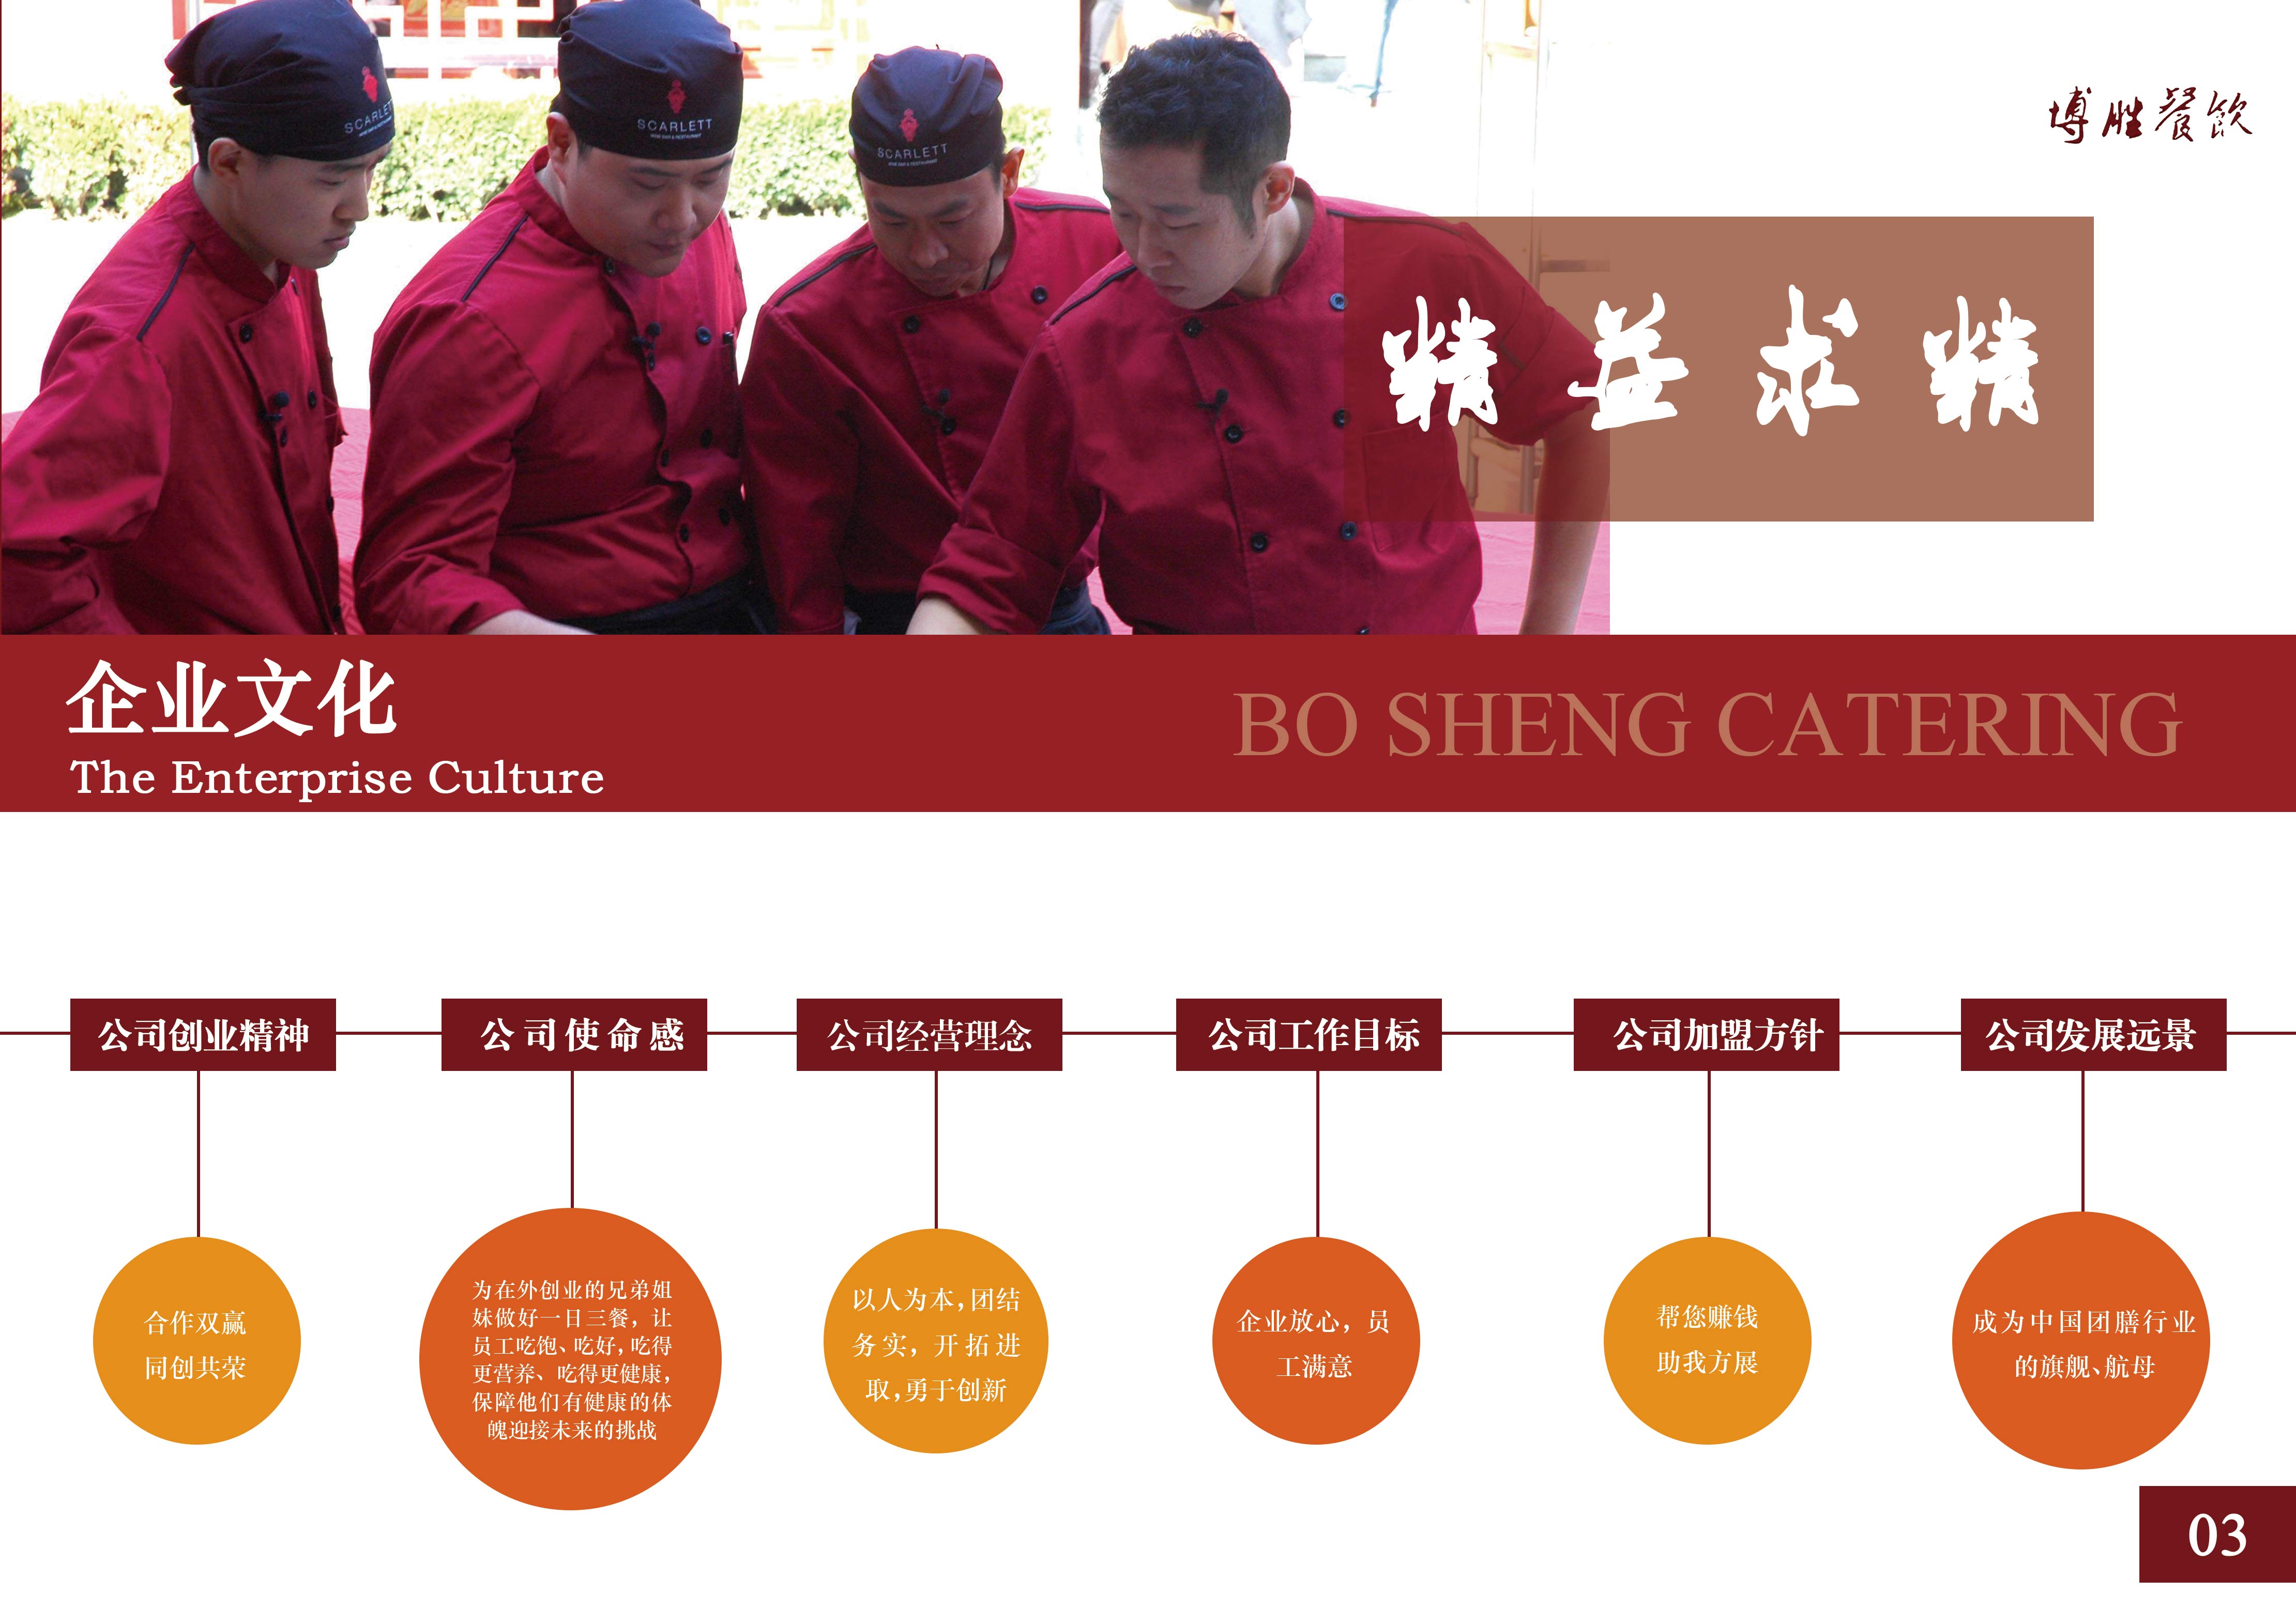 SCARLETT
SCARLETT
WINE BAR & RESTAURANT
SCARLETT
博胜餐饮
精益求精
企业文化
The Enterprise Culture
BO SHENG CATERING
公司创业精神
合作双赢
同创共荣
公司使命感
为在外创业的兄弟姐
妹做好一日三餐，让
员工吃饱、吃好，吃得
更营养、吃得更健康，
保障他们有健康的体
魄迎接未来的挑战
公司经营理念
以人为本，团结
务实，开拓进
取，勇于创新
公司工作目标
企业放心，员
工满意
公司加盟方针
帮您赚钱
助我方展
公司发展远景
成为中国团膳行业
的旗舰、航母
03